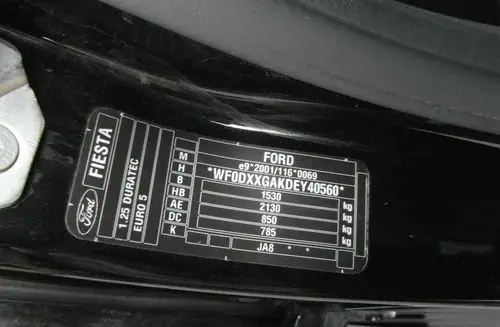 Ford
FIESTA
1.25 DURATEC
EURO 5
M
H
B
HB
AE
DC
K
FORD
e9*2001/116*0069
*WF0DXXGAKDEY40560*
1530 kg
2130 kg
850 kg
785 kg
JA8